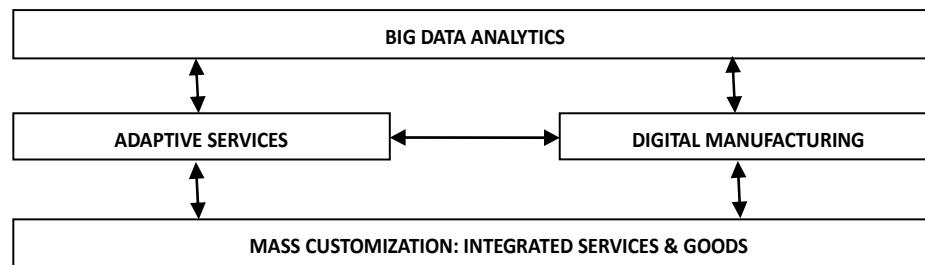 BIG DATA ANALYTICS
ADAPTIVE SERVICES
DIGITAL MANUFACTURING
MASS CUSTOMIZATION: INTEGRATED SERVICES & GOODS